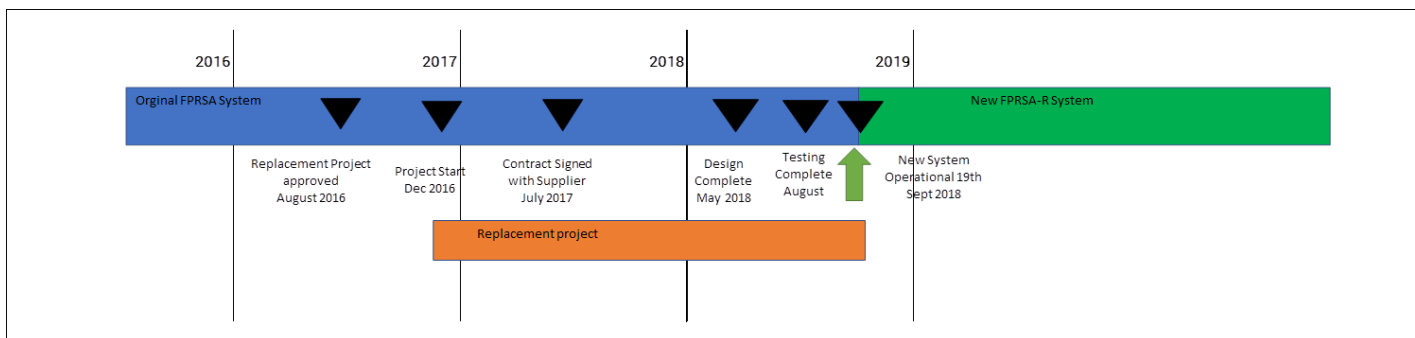 2016
2017
2018
2019
Orginal FPRSA System
New FPRSA-R System
Replacement Project
approved
August 2016
Project Start
Dec 2016
Contract Signed
with Supplier
July 2017
Design
Complete
May 2018
Testing
Complete
August
New System
Operational 19th
Sept 2018
Replacement project